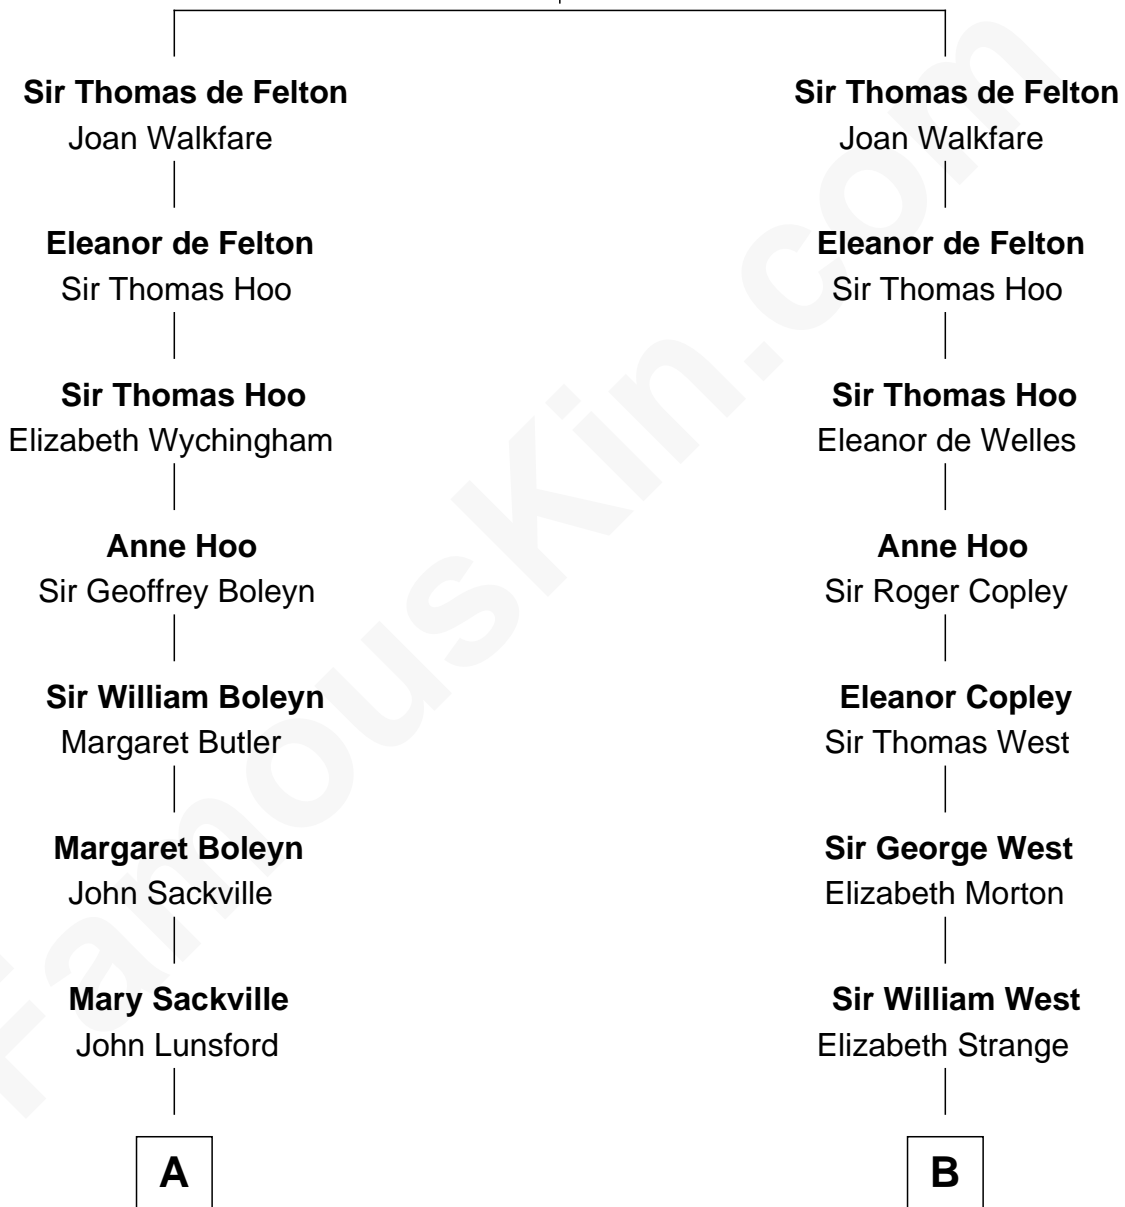 Sir Thomas de Felton
Joan Walkfare
Eleanor de Felton
Sir Thomas Hoo
Sir Thomas Hoo
Elizabeth Wychingham
Anne Hoo
Sir Geoffrey Boleyn
Sir William Boleyn
Margaret Butler
Margaret Boleyn
John Sackville
Mary Sackville
John Lunsford
A
Sir Thomas de Felton
Joan Walkfare
Eleanor de Felton
Sir Thomas Hoo
Sir Thomas Hoo
Eleanor de Welles
Anne Hoo
Sir Roger Copley
Eleanor Copley
Sir Thomas West
Sir George West
Elizabeth Morton
Sir William West
Elizabeth Strange
B
FamousKin.com